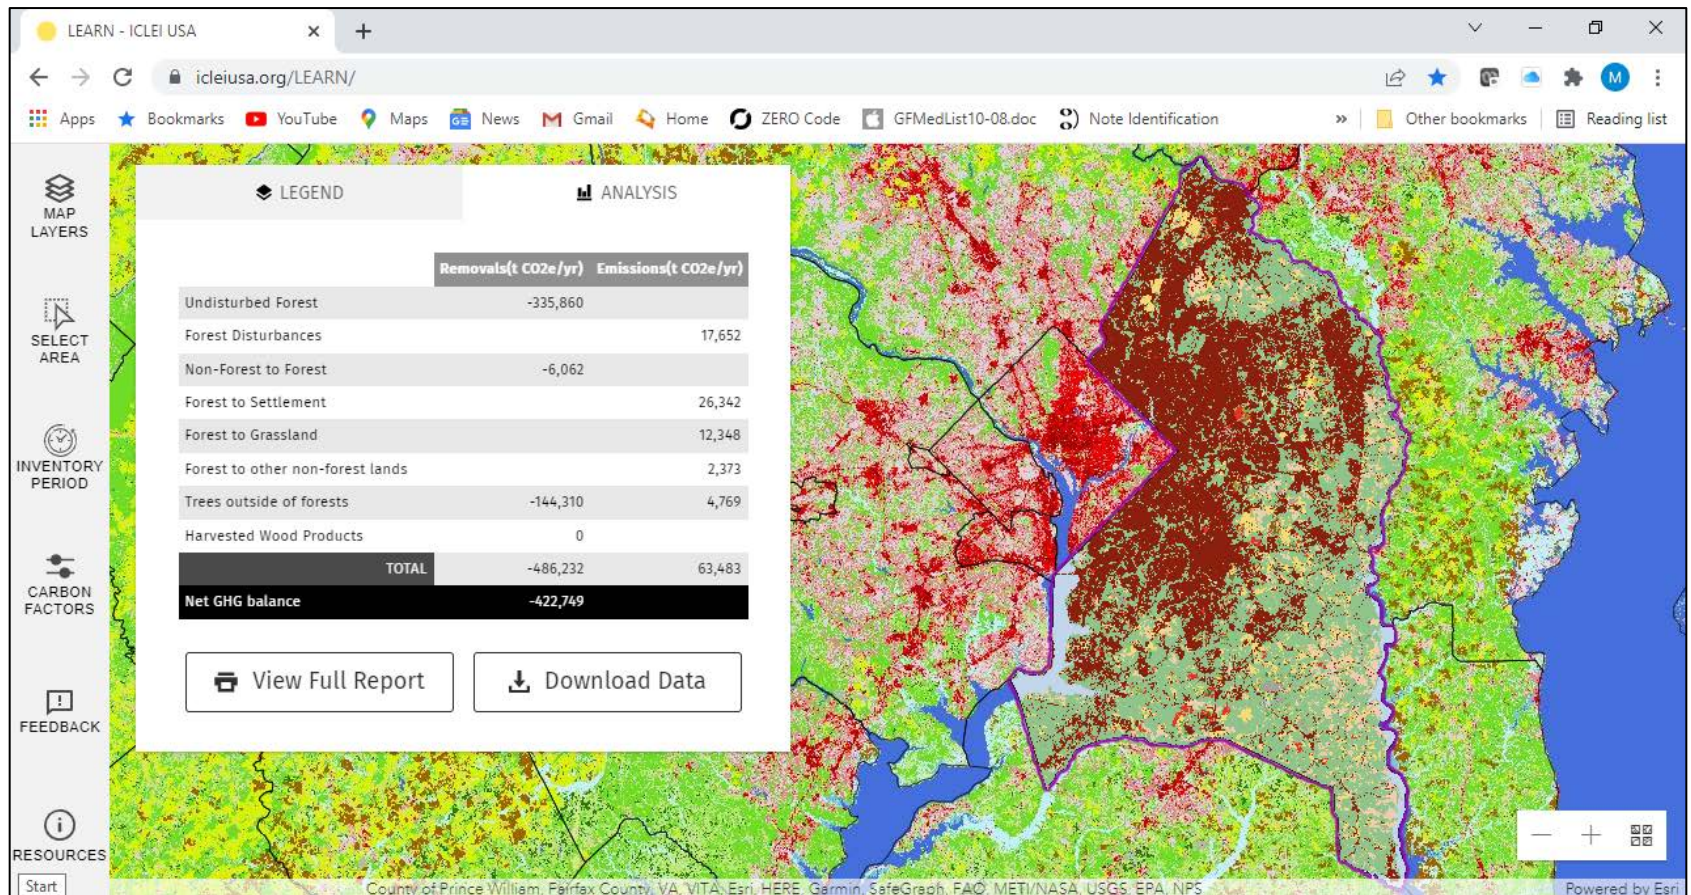 LEARN - ICLEI USA
icleiusa.org/LEARN/
M
Apps Bookmarks YouTube Maps News Gmail Home ZERO Code GFMedList10-08.doc Note Identification » Other bookmarks Reading list
MAP
LAYERS
SELECT
AREA
INVENTORY
PERIOD
CARBON
FACTORS
FEEDBACK
RESOURCES
Start
LEGEND ANALYSIS
Removals(t CO2e/yr) Emissions(t CO2e/yr)
Undisturbed Forest -335,860
Forest Disturbances 17,652
Non-Forest to Forest -6,062
Forest to Settlement 26,342
Forest to Grassland 12,348
Forest to other non-forest lands 2,373
Trees outside of forests -144,310 4,769
Harvested Wood Products 0
TOTAL -486,232 63,483
Net GHG balance -422,749
View Full Report Download Data
County of Prince William, Fairfax County, VA, VITA, Esri, HERE, Garmin, SafeGraph, FAO, METI/NASA, USGS, EPA, NPS Powered by Esri